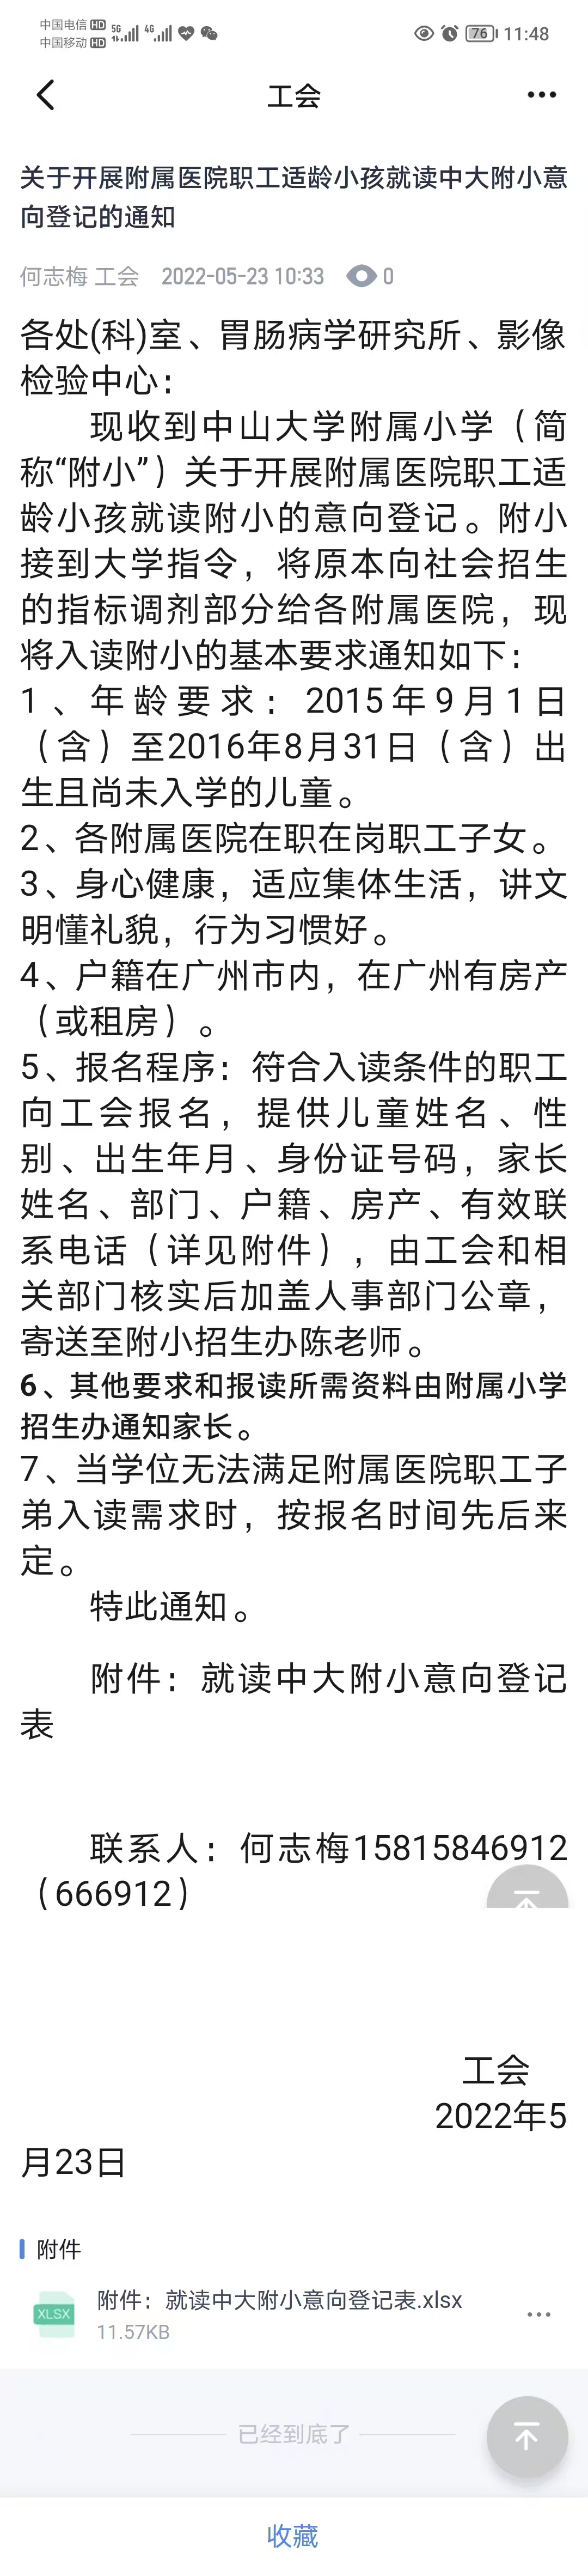 中国电信 HD 5G 4G 76 11:48
中国移动 HD
工会
关于开展附属医院职工适龄小孩就读中大附小意
向登记的通知
何志梅 工会 2022-05-23 10:33 0
各处(科)室、胃肠病学研究所、影像
检验中心：
现收到中山大学附属小学（简
称“附小”）关于开展附属医院职工适
龄小孩就读附小的意向登记。附小
接到大学指令，将原本向社会招生
的指标调剂部分给各附属医院，现
将入读附小的基本要求通知如下：
1、年龄要求：2015年9月1日
（含）至2016年8月31日（含）出
生且尚未入学的儿童。
2、各附属医院在职在岗职工子女。
3、身心健康，适应集体生活，讲文
明懂礼貌，行为习惯好。
4、户籍在广州市内，在广州有房产
（或租房）。
5、报名程序：符合入读条件的职工
向工会报名，提供儿童姓名、性
别、出生年月、身份证号码，家长
姓名、部门、户籍、房产、有效联
系电话（详见附件），由工会和相
关部门核实后加盖人事部门公章，
寄送至附小招生办陈老师。
6、其他要求和报读所需资料由附属小学
招生办通知家长。
7、当学位无法满足附属医院职工子
弟入读需求时，按报名时间先后来
定。
特此通知。
附件：就读中大附小意向登记
表
联系人：何志梅15815846912
（666912）
工会
2022年5
月23日
附件
XLSX 附件：就读中大附小意向登记表.xlsx
11.57KB
已经到底了
收藏